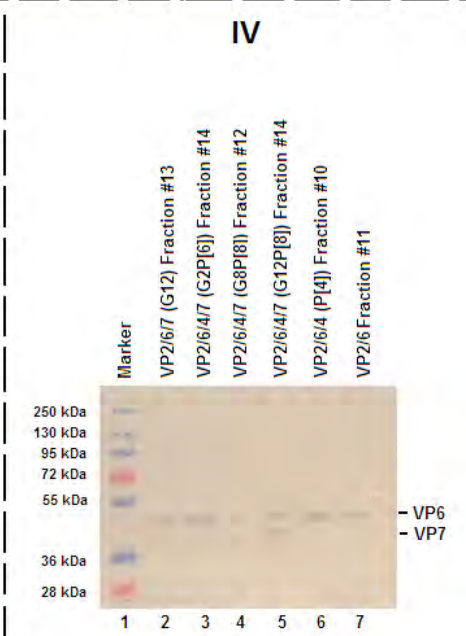 IV
Marker
VP2/6/7 (G12) Fraction #13
VP2/6/4/7 (G2P[6]) Fraction #14
VP2/6/4/7 (G8P[8]) Fraction #12
VP2/6/4/7 (G12P[8]) Fraction #14
VP2/6/4 (P[4]) Fraction #10
VP2/6 Fraction #11
250 kDa
130 kDa
95 kDa
72 kDa
55 kDa
36 kDa
28 kDa
- VP6
- VP7
1 2 3 4 5 6 7